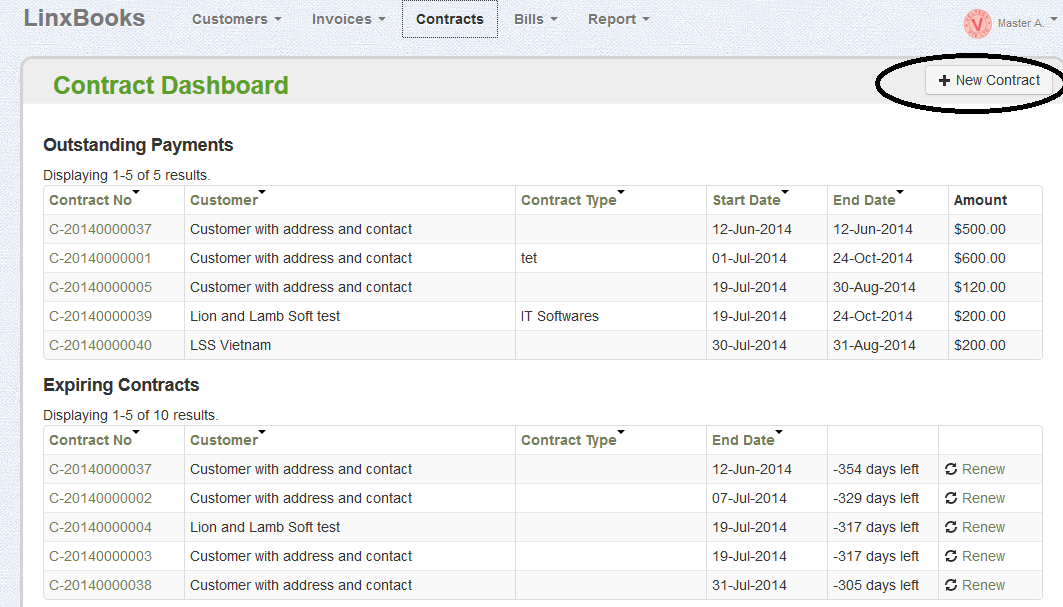 LinxBooks Customers Invoices Contracts Bills Report Master A.
Contract Dashboard + New Contract
Outstanding Payments
Displaying 1-5 of 5 results.
Contract No Customer Contract Type Start Date End Date Amount
C-20140000037 Customer with address and contact 12-Jun-2014 12-Jun-2014 $500.00
C-20140000001 Customer with address and contact tet 01-Jul-2014 24-Oct-2014 $600.00
C-20140000005 Customer with address and contact 19-Jul-2014 30-Aug-2014 $120.00
C-20140000039 Lion and Lamb Soft test IT Softwares 19-Jul-2014 24-Oct-2014 $200.00
C-20140000040 LSS Vietnam 30-Jul-2014 31-Aug-2014 $200.00
Expiring Contracts
Displaying 1-5 of 10 results.
Contract No Customer Contract Type End Date
C-20140000037 Customer with address and contact 12-Jun-2014 -354 days left Renew
C-20140000002 Customer with address and contact 07-Jul-2014 -329 days left Renew
C-20140000004 Lion and Lamb Soft test 19-Jul-2014 -317 days left Renew
C-20140000003 Customer with address and contact 19-Jul-2014 -317 days left Renew
C-20140000038 Customer with address and contact 31-Jul-2014 -305 days left Renew